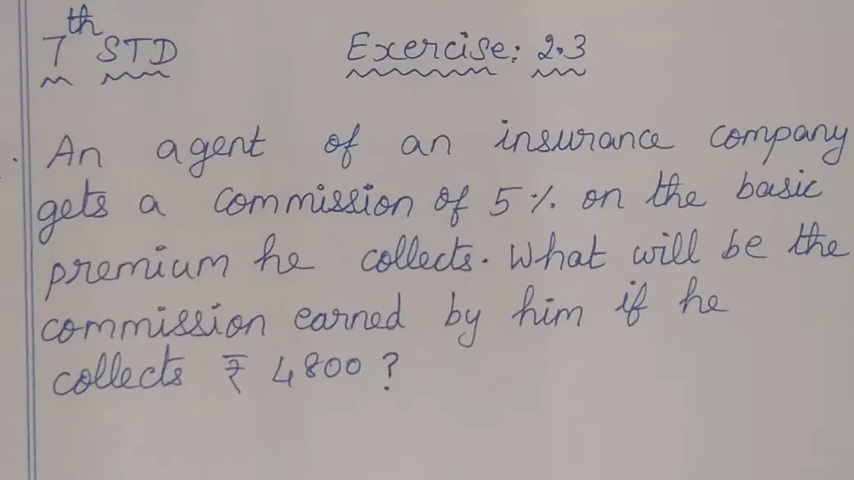 7th STD Exercise: 2.3
An agent of an insurance company
gets a commission of 5% on the basic
premium he collects. What will be the
commission earned by him if he
collects ₹ 4800?